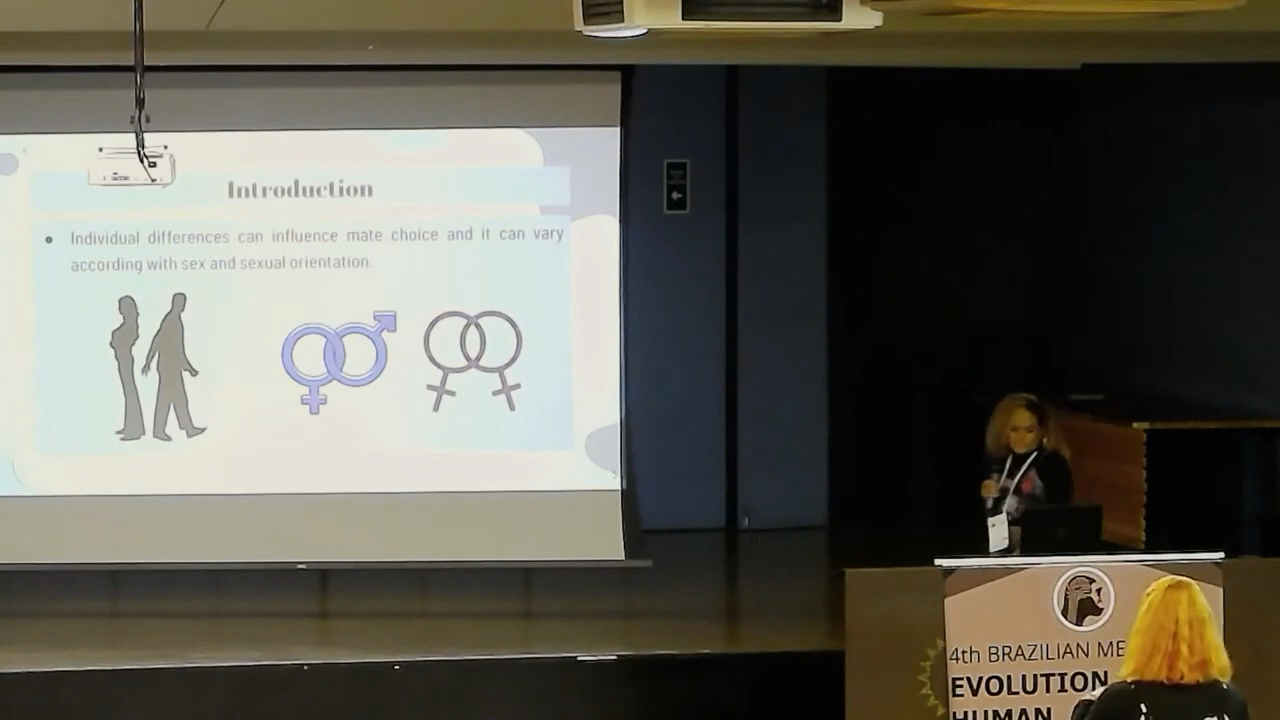 Introduction
Individual differences can influence mate choice and it can vary
according with sex and sexual orientation.
4th BRAZILIAN ME
EVOLUTION
HUMAN